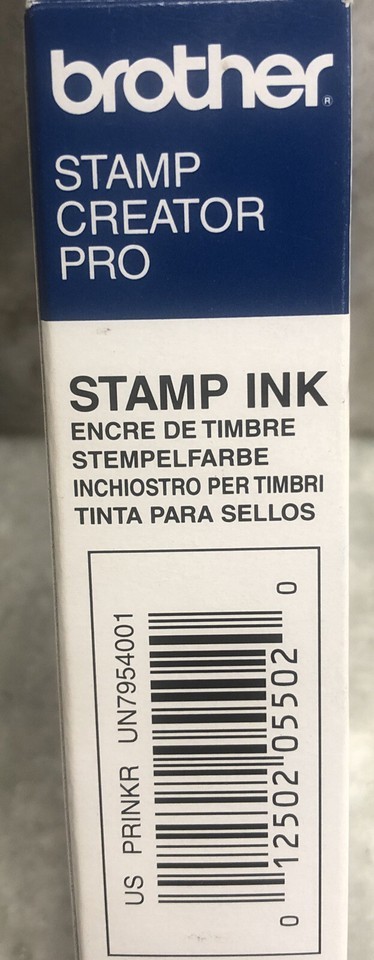 brother®
STAMP
CREATOR
PRO
STAMP INK
ENCRE DE TIMBRE
STEMPELFARBE
INCHIOSTRO PER TIMBRI
TINTA PARA SELLOS
US PRINKR UN7954001
0 12502 05502 0